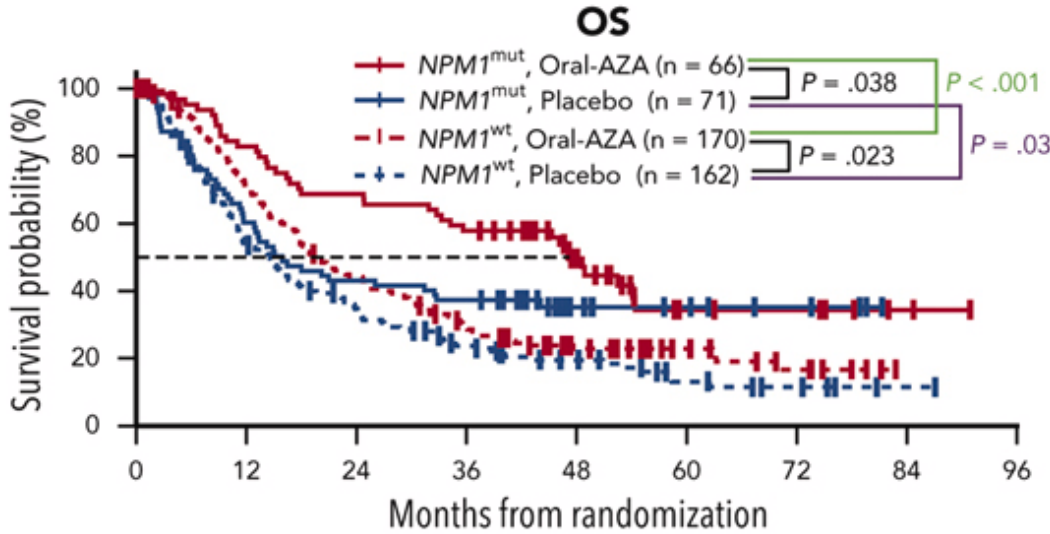 OS
NPM1mut, Oral-AZA (n = 66)
NPM1mut, Placebo (n = 71)
NPM1wt, Oral-AZA (n = 170)
NPM1wt, Placebo (n = 162)
P = .038
P < .001
P = .023
P = .03
Survival probability (%)
100
80
60
40
20
0
0 12 24 36 48 60 72 84 96
Months from randomization